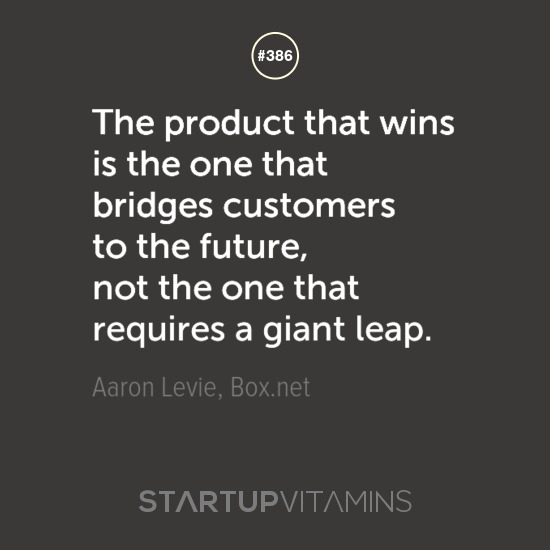 #386
The product that wins
is the one that
bridges customers
to the future,
not the one that
requires a giant leap.
Aaron Levie, Box.net
STARTUPVITAMINS